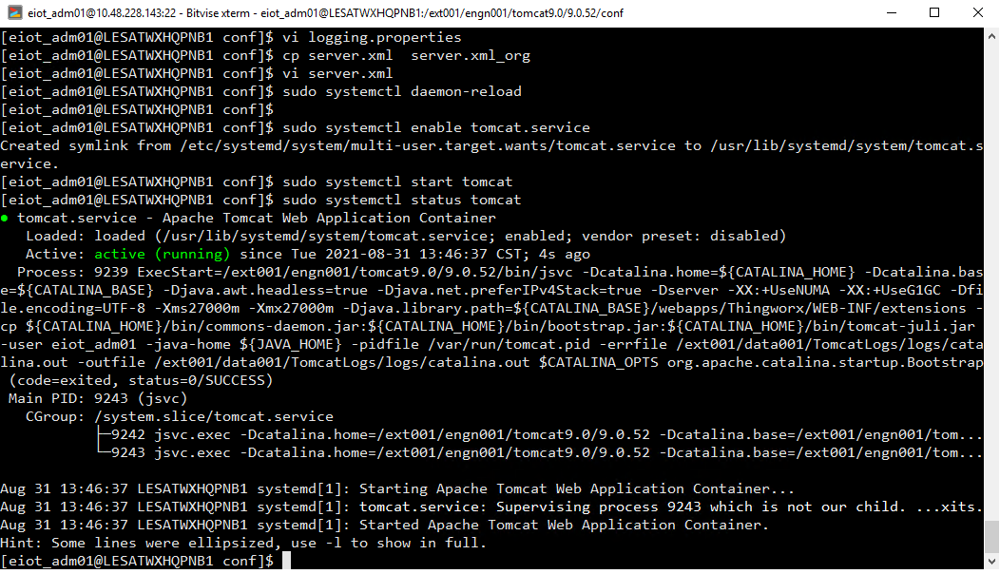 eiot_adm01@10.48.228.143:22 - Bitvise xterm - eiot_adm01@LESATWXHQPNB1:/ext001/engn001/tomcat9.0/9.0.52/conf
[eiot_adm01@LESATWXHQPNB1 conf]$ vi logging.properties
[eiot_adm01@LESATWXHQPNB1 conf]$ cp server.xml  server.xml_org
[eiot_adm01@LESATWXHQPNB1 conf]$ vi server.xml
[eiot_adm01@LESATWXHQPNB1 conf]$ sudo systemctl daemon-reload
[eiot_adm01@LESATWXHQPNB1 conf]$
[eiot_adm01@LESATWXHQPNB1 conf]$ sudo systemctl enable tomcat.service
Created symlink from /etc/systemd/system/multi-user.target.wants/tomcat.service to /usr/lib/systemd/system/tomcat.s
ervice.
[eiot_adm01@LESATWXHQPNB1 conf]$ sudo systemctl start tomcat
[eiot_adm01@LESATWXHQPNB1 conf]$ sudo systemctl status tomcat
● tomcat.service - Apache Tomcat Web Application Container
   Loaded: loaded (/usr/lib/systemd/system/tomcat.service; enabled; vendor preset: disabled)
   Active: active (running) since Tue 2021-08-31 13:46:37 CST; 4s ago
  Process: 9239 ExecStart=/ext001/engn001/tomcat9.0/9.0.52/bin/jsvc -Dcatalina.home=${CATALINA_HOME} -Dcatalina.bas
e=${CATALINA_BASE} -Djava.awt.headless=true -Djava.net.preferIPv4Stack=true -Dserver -XX:+UseNUMA -XX:+UseG1GC -Dfi
le.encoding=UTF-8 -Xms27000m -Xmx27000m -Djava.library.path=${CATALINA_BASE}/webapps/Thingworx/WEB-INF/extensions -
cp ${CATALINA_HOME}/bin/commons-daemon.jar:${CATALINA_HOME}/bin/bootstrap.jar:${CATALINA_HOME}/bin/tomcat-juli.jar
-user eiot_adm01 -java-home ${JAVA_HOME} -pidfile /var/run/tomcat.pid -errfile /ext001/data001/TomcatLogs/logs/cata
lina.out -outfile /ext001/data001/TomcatLogs/logs/catalina.out $CATALINA_OPTS org.apache.catalina.startup.Bootstrap
 (code=exited, status=0/SUCCESS)
 Main PID: 9243 (jsvc)
   CGroup: /system.slice/tomcat.service
           ├─9242 jsvc.exec -Dcatalina.home=/ext001/engn001/tomcat9.0/9.0.52 -Dcatalina.base=/ext001/engn001/tom...
           └─9243 jsvc.exec -Dcatalina.home=/ext001/engn001/tomcat9.0/9.0.52 -Dcatalina.base=/ext001/engn001/tom...

Aug 31 13:46:37 LESATWXHQPNB1 systemd[1]: Starting Apache Tomcat Web Application Container...
Aug 31 13:46:37 LESATWXHQPNB1 systemd[1]: tomcat.service: Supervising process 9243 which is not our child. ...xits.
Aug 31 13:46:37 LESATWXHQPNB1 systemd[1]: Started Apache Tomcat Web Application Container.
Hint: Some lines were ellipsized, use -l to show in full.
[eiot_adm01@LESATWXHQPNB1 conf]$